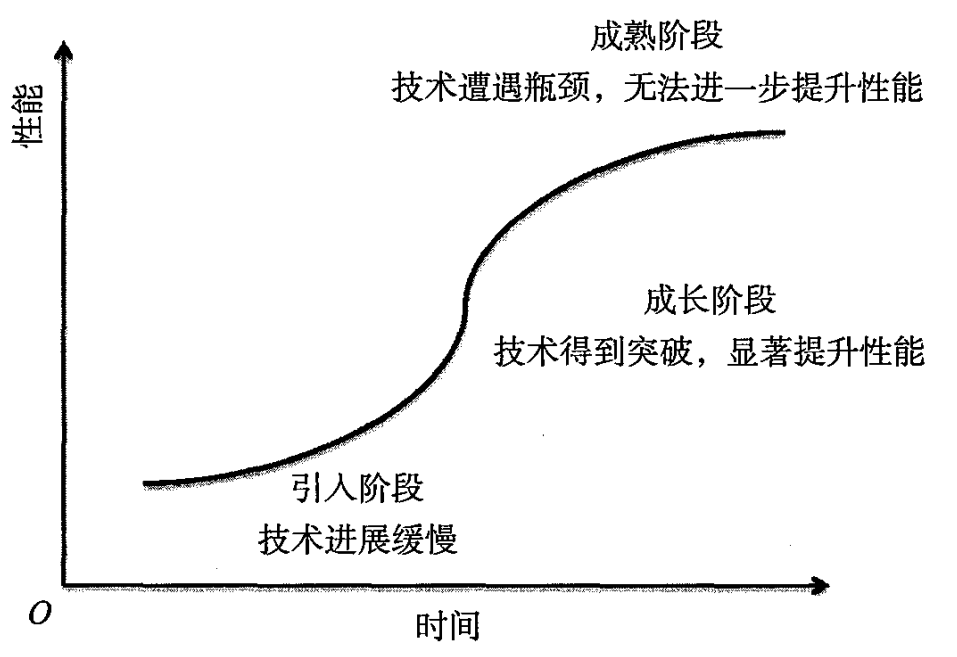 成熟阶段
技术遭遇瓶颈，无法进一步提升性能
性能
成长阶段
技术得到突破，显著提升性能
引入阶段
技术进展缓慢
O
时间